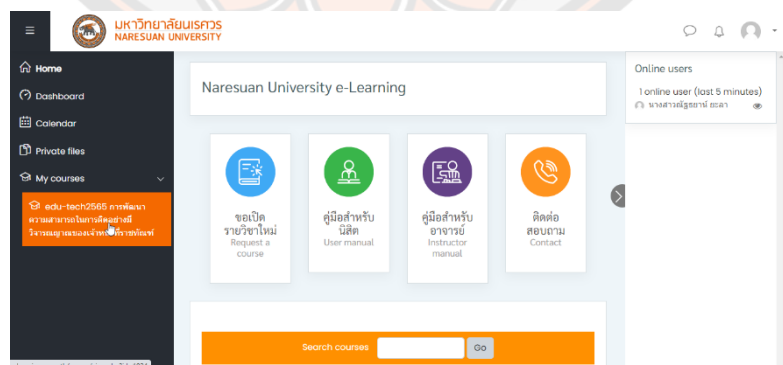 มหาวิทยาลัยนเรศวร
NARESUAN UNIVERSITY
Home
Dashboard
Calendar
Private files
My courses
edu-tech2565 การพัฒนา
ความสามารถในการคิดอย่างมี
วิจารณญาณของเจ้าหน้าที่ราชทัณฑ์
Naresuan University e-Learning
ขอเปิด
รายวิชาใหม่
Request a
course
คู่มือสำหรับ
นิสิต
User manual
คู่มือสำหรับ
อาจารย์
Instructor
manual
ติดต่อ
สอบถาม
Contact
Search courses
Go
Online users
1 online user (last 5 minutes)
นางสาวณัฐยาน์ ยะลา